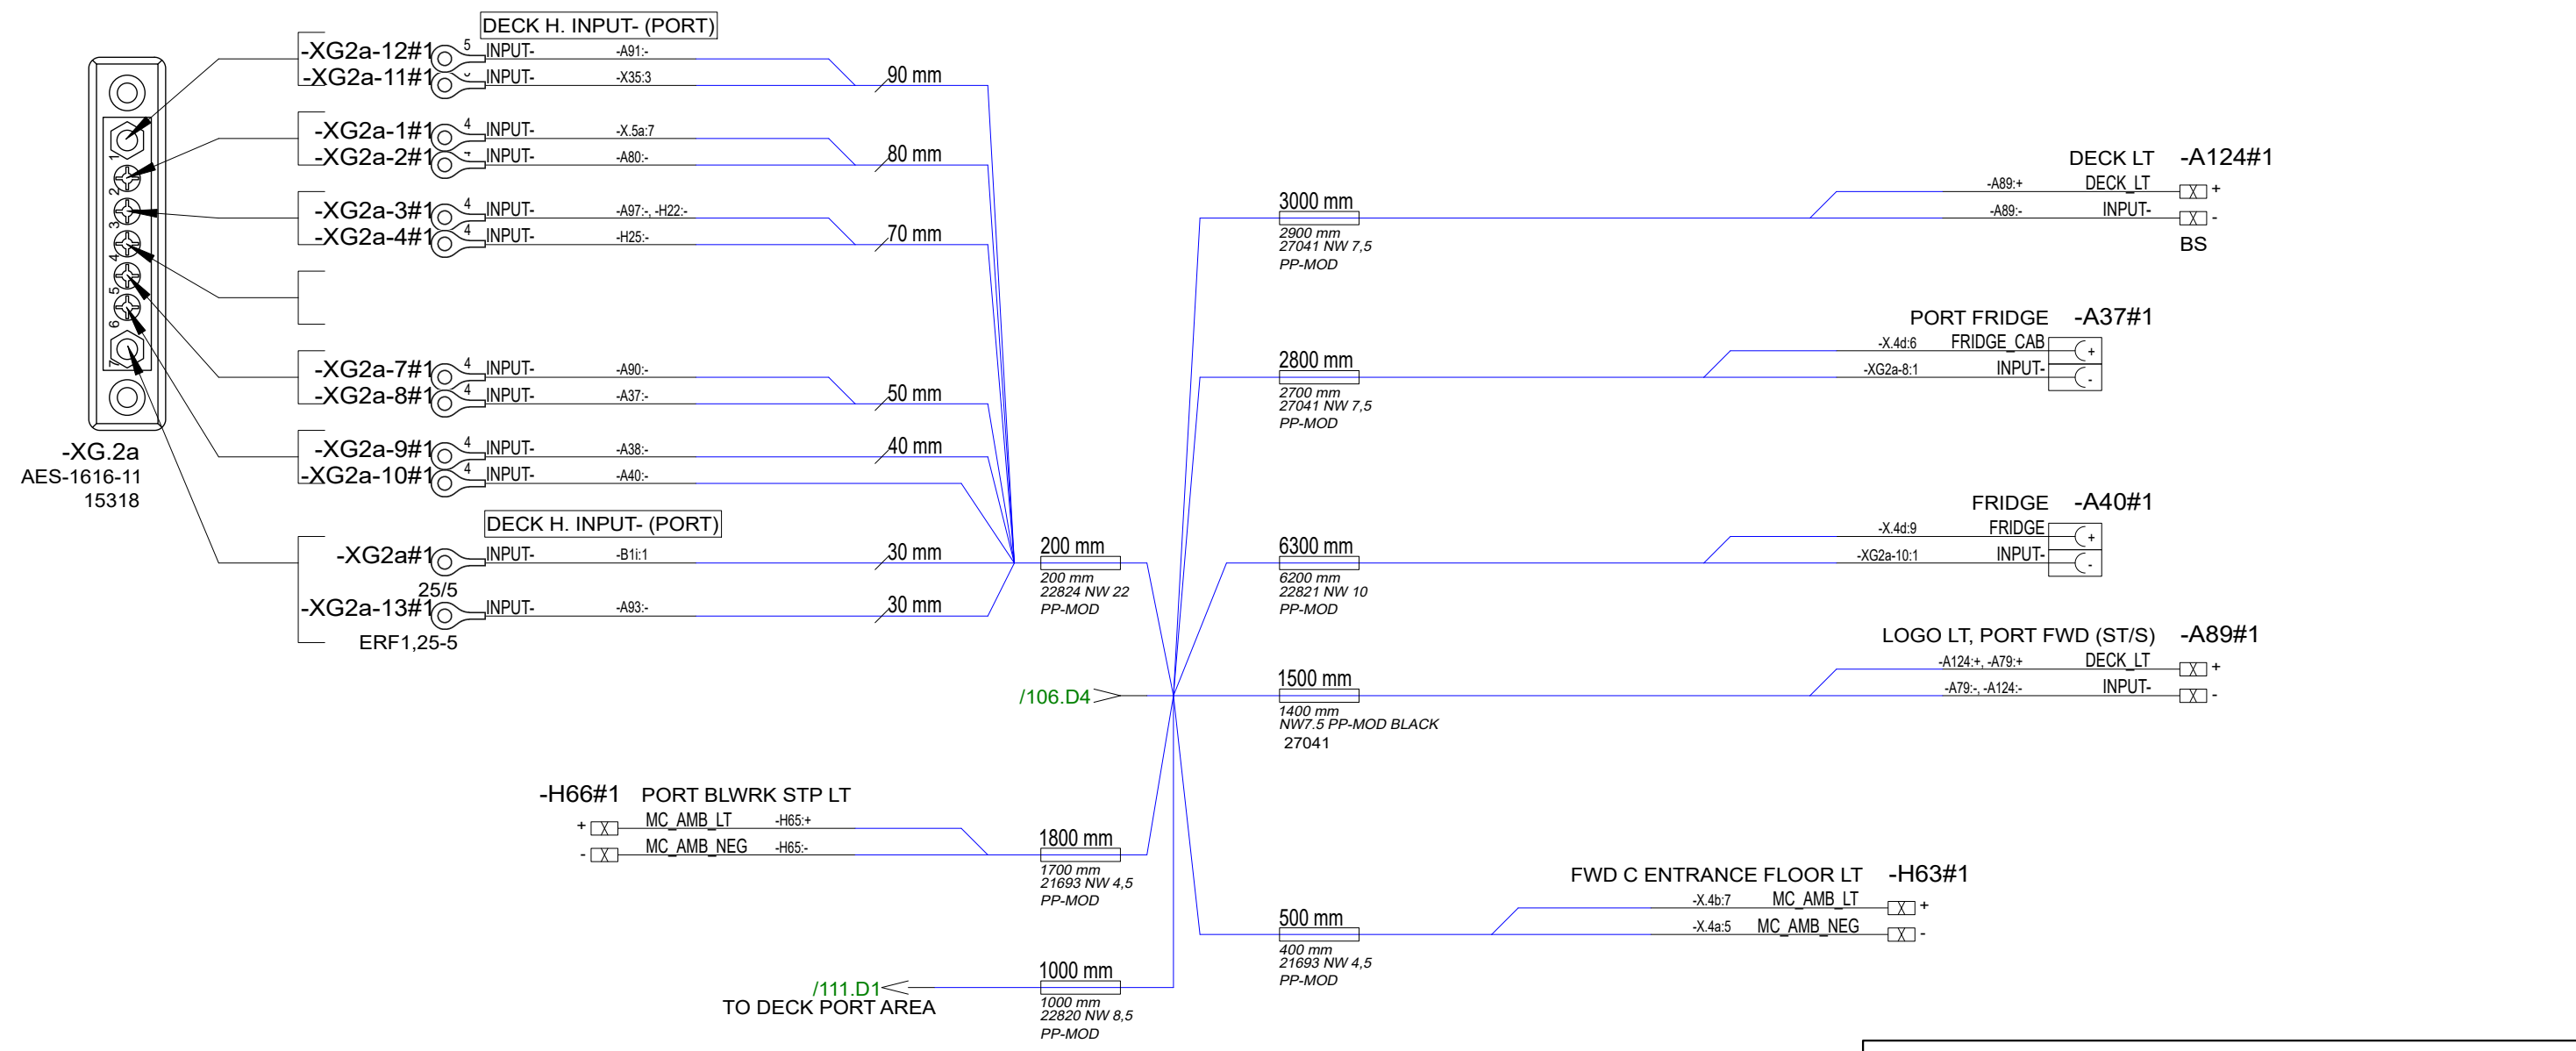 DECK H. INPUT- (PORT)
-XG2a-12#1 5 INPUT- -A91:-
-XG2a-11#1 INPUT- -X35:3 90 mm
-XG2a-1#1 4 INPUT- -X.5a:7
-XG2a-2#1 INPUT- -A80:- 80 mm
-XG2a-3#1 4 INPUT- -A97:-, -H22:-
-XG2a-4#1 4 INPUT- -H25:- 70 mm
-XG2a-7#1 4 INPUT- -A90:-
-XG2a-8#1 4 INPUT- -A37:- 50 mm
-XG2a-9#1 4 INPUT- -A38:- 40 mm
-XG2a-10#1 4 INPUT- -A40:-
DECK H. INPUT- (PORT)
-XG2a#1 INPUT- -B1i:1 30 mm
25/5
-XG2a-13#1 INPUT- -A93:- 30 mm
ERF1,25-5
1
2
3
4
5
6
7
-XG.2a
AES-1616-11
15318
200 mm
200 mm
22824 NW 22
PP-MOD
/106.D4
-H66#1 PORT BLWRK STP LT
+ MC_AMB_LT -H65:+
- MC_AMB_NEG -H65:-
1800 mm
1700 mm
21693 NW 4,5
PP-MOD
/111.D1
TO DECK PORT AREA
1000 mm
1000 mm
22820 NW 8,5
PP-MOD
3000 mm
2900 mm
27041 NW 7,5
PP-MOD
DECK LT -A124#1
-A89:+ DECK_LT +
-A89:- INPUT- -
BS
2800 mm
2700 mm
27041 NW 7,5
PP-MOD
PORT FRIDGE -A37#1
-X.4d:6 FRIDGE_CAB +
-XG2a-8:1 INPUT- -
6300 mm
6200 mm
22821 NW 10
PP-MOD
FRIDGE -A40#1
-X.4d:9 FRIDGE +
-XG2a-10:1 INPUT- -
1500 mm
1400 mm
NW7.5 PP-MOD BLACK
27041
LOGO LT, PORT FWD (ST/S) -A89#1
-A124:+, -A79:+ DECK_LT +
-A79:-, -A124:- INPUT- -
500 mm
400 mm
21693 NW 4,5
PP-MOD
FWD C ENTRANCE FLOOR LT -H63#1
-X.4b:7 MC_AMB_LT +
-X.4a:5 MC_AMB_NEG -